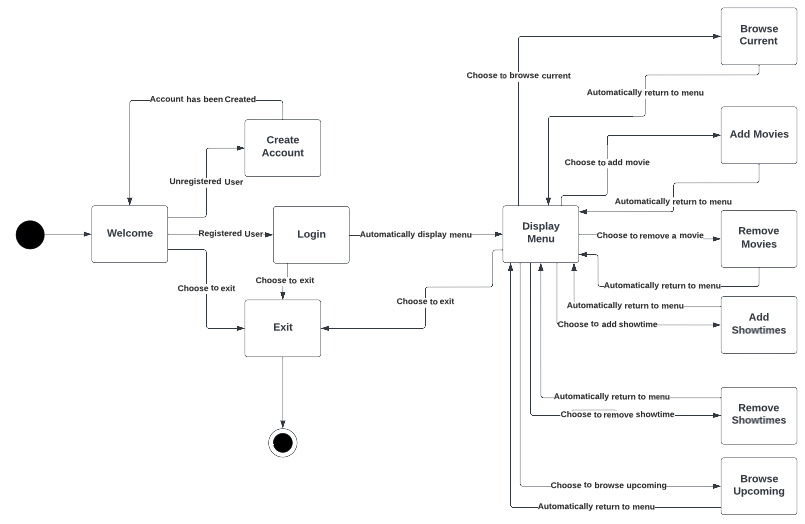 Browse
Current
Choose to browse current
Automatically return to menu
Account has been Created
Create
Account
Add Movies
Choose to add movie
Unregistered User
Automatically return to menu
Welcome
Registered User
Login
Automatically display menu
Display
Menu
Choose to remove a movie
Remove
Movies
Choose to exit
Choose to exit
Automatically return to menu
Choose to exit
Automatically return to menu
Exit
Choose to add showtime
Add
Showtimes
Automatically return to menu
Choose to remove showtime
Remove
Showtimes
Choose to browse upcoming
Browse
Upcoming
Automatically return to menu